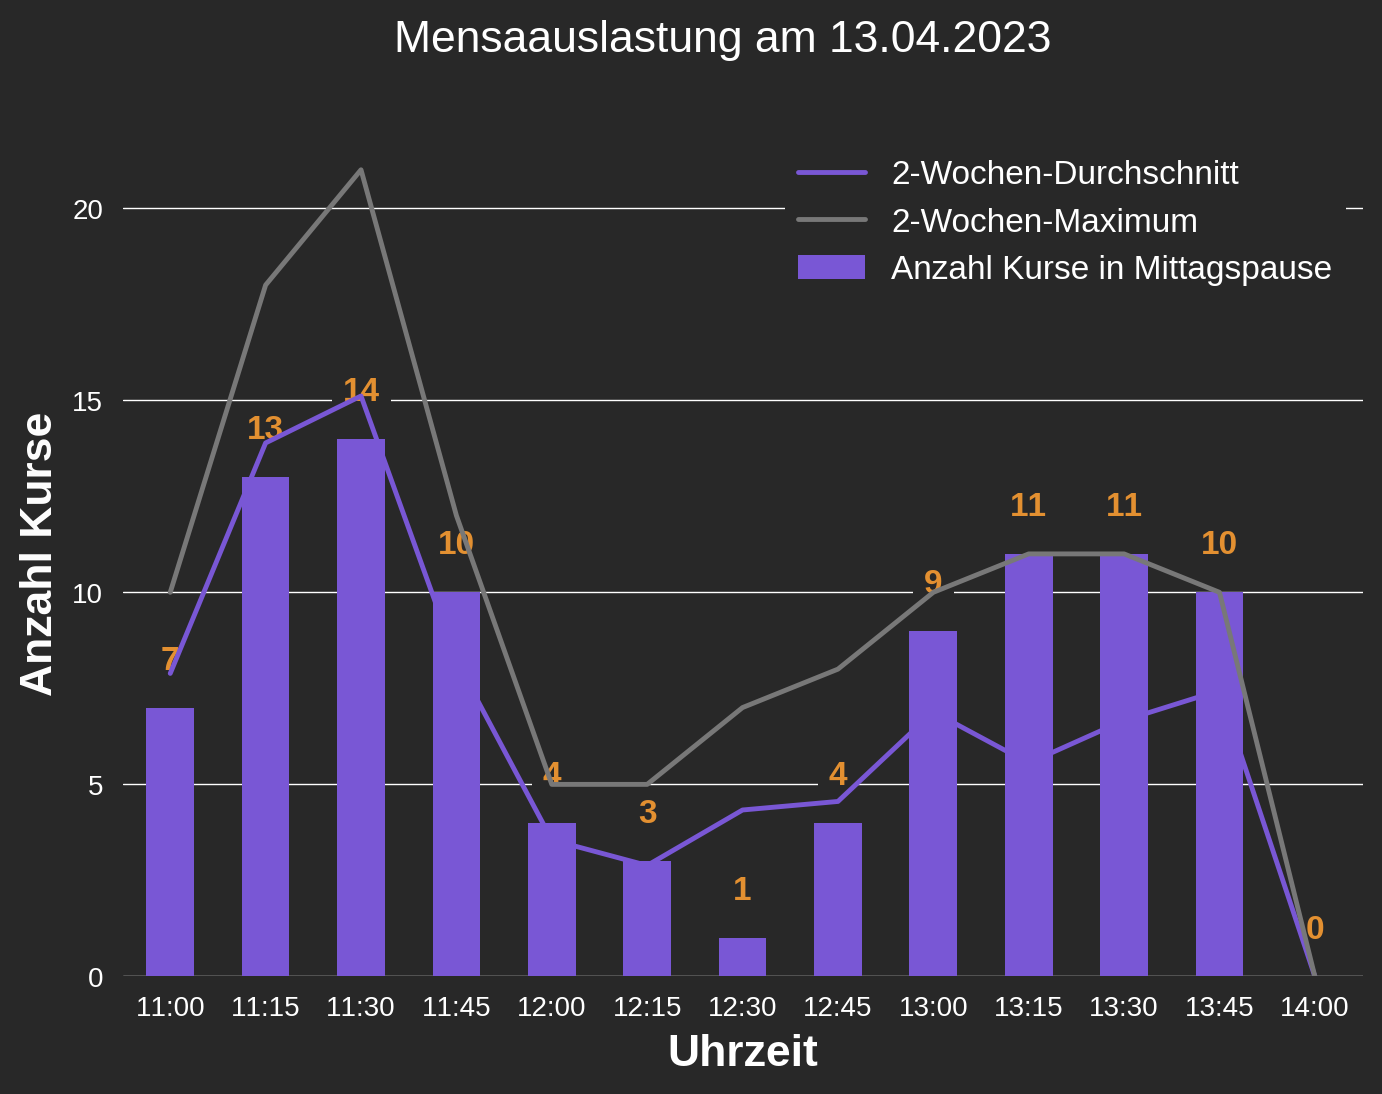 Mensaauslastung am 13.04.2023
2-Wochen-Durchschnitt
2-Wochen-Maximum
Anzahl Kurse in Mittagspause
Anzahl Kurse
20
15
10
5
0
7
13
14
10
4
3
1
4
9
11
11
10
0
11:00 11:15 11:30 11:45 12:00 12:15 12:30 12:45 13:00 13:15 13:30 13:45 14:00
Uhrzeit